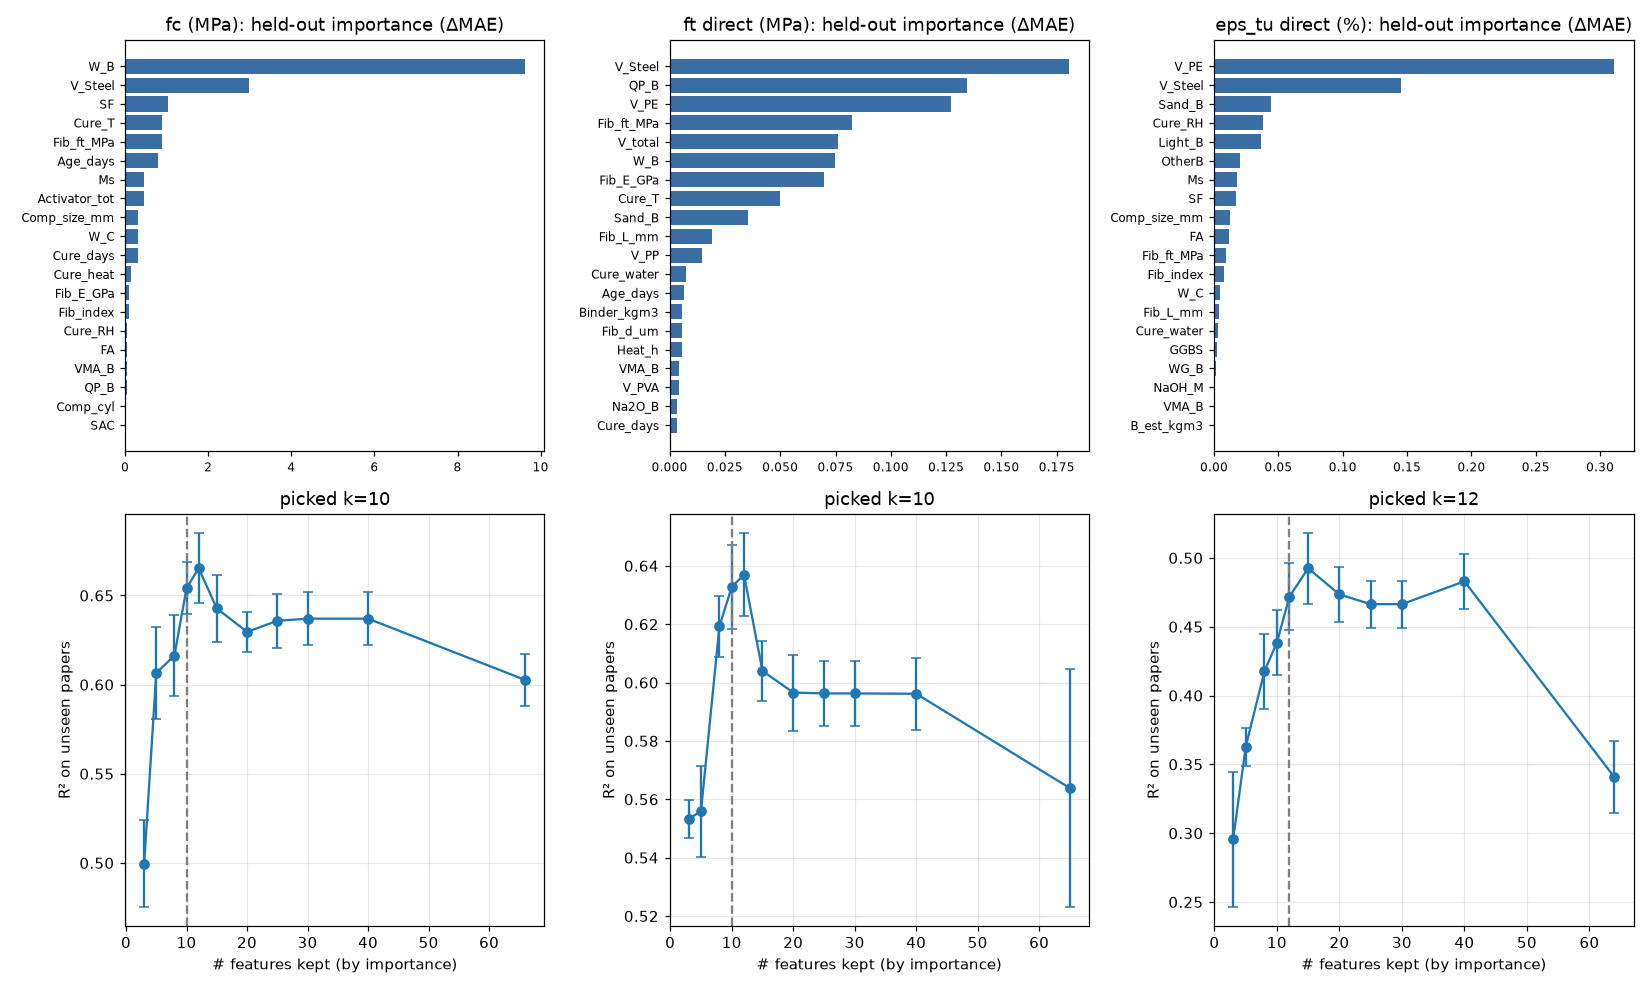 fc (MPa): held-out importance (ΔMAE)
W_B
V_Steel
SF
Cure_T
Fib_ft_MPa
Age_days
Ms
Activator_tot
Comp_size_mm
W_C
Cure_days
Cure_heat
Fib_E_GPa
Fib_index
Cure_RH
FA
VMA_B
QP_B
Comp_cyl
SAC
0 2 4 6 8 10
ft direct (MPa): held-out importance (ΔMAE)
V_Steel
QP_B
V_PE
Fib_ft_MPa
V_total
W_B
Fib_E_GPa
Cure_T
Sand_B
Fib_L_mm
V_PP
Cure_water
Age_days
Binder_kgm3
Fib_d_um
Heat_h
VMA_B
V_PVA
Na2O_B
Cure_days
0.000 0.025 0.050 0.075 0.100 0.125 0.150 0.175
eps_tu direct (%): held-out importance (ΔMAE)
V_PE
V_Steel
Sand_B
Cure_RH
Light_B
OtherB
Ms
SF
Comp_size_mm
FA
Fib_ft_MPa
Fib_index
W_C
Fib_L_mm
Cure_water
GGBS
WG_B
NaOH_M
VMA_B
B_est_kgm3
0.00 0.05 0.10 0.15 0.20 0.25 0.30
picked k=10
R² on unseen papers
0.65
0.60
0.55
0.50
0 10 20 30 40 50 60
# features kept (by importance)
picked k=10
R² on unseen papers
0.64
0.62
0.60
0.58
0.56
0.54
0.52
0 10 20 30 40 50 60
# features kept (by importance)
picked k=12
R² on unseen papers
0.50
0.45
0.40
0.35
0.30
0.25
0 10 20 30 40 50 60
# features kept (by importance)